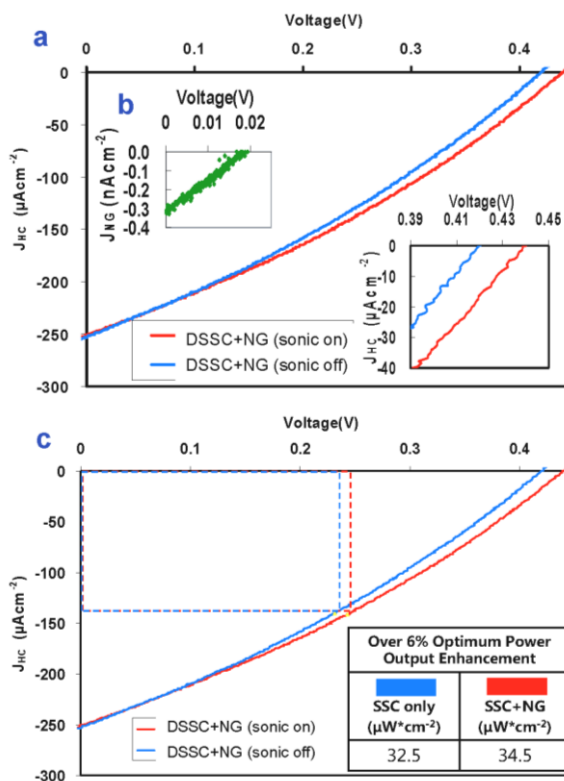 a
Voltage(V)
0 0.1 0.2 0.3 0.4
0
-50
-100
-150
-200
-250
-300
J_HC (μAcm⁻²)
b
Voltage(V)
0 0.01 0.02
0.0
-0.1
-0.2
-0.3
-0.4
J_NG (nAcm⁻²)
Voltage(V)
0.39 0.41 0.43 0.45
0
-10
-20
-30
-40
J_HC (μAcm⁻²)
DSSC+NG (sonic on)
DSSC+NG (sonic off)
c
Voltage(V)
0 0.1 0.2 0.3 0.4
0
-50
-100
-150
-200
-250
-300
J_HC (μAcm⁻²)
DSSC+NG (sonic on)
DSSC+NG (sonic off)
Over 6% Optimum Power
Output Enhancement
SSC only
(μW*cm⁻²)
SSC+NG
(μW*cm⁻²)
32.5 34.5